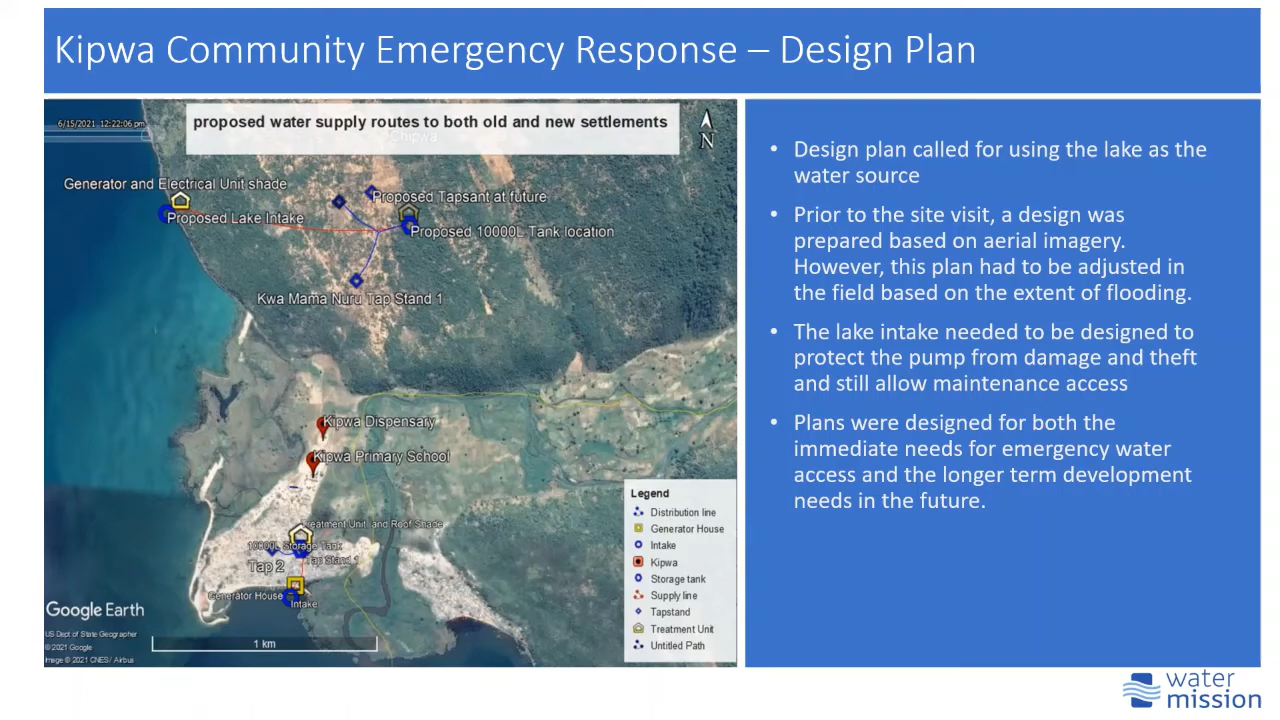 Kipwa Community Emergency Response – Design Plan
6/15/2021 12:22:06 pm
proposed water supply routes to both old and new settlements
Chipwa
N
Generator and Electrical Unit shade
Proposed Lake Intake
Proposed Tapsant at future
Proposed 10000L Tank location
Kwa Mama Nuru Tap Stand 1
Kipwa Dispensary
Kipwa Primary School
Treatment Unit and Roof Shade
10000L Storage Tank
Tap Stand 1
Tap 2
Generator House
Intake
Google Earth
US Dept of State Geographer
© 2021 Google
Image © 2021 CNES / Airbus
1 km
Legend
Distribution line
Generator House
Intake
Kipwa
Storage tank
Supply line
Tapstand
Treatment Unit
Untitled Path
• Design plan called for using the lake as the
water source
• Prior to the site visit, a design was
prepared based on aerial imagery.
However, this plan had to be adjusted in
the field based on the extent of flooding.
• The lake intake needed to be designed to
protect the pump from damage and theft
and still allow maintenance access
• Plans were designed for both the
immediate needs for emergency water
access and the longer term development
needs in the future.
water
mission